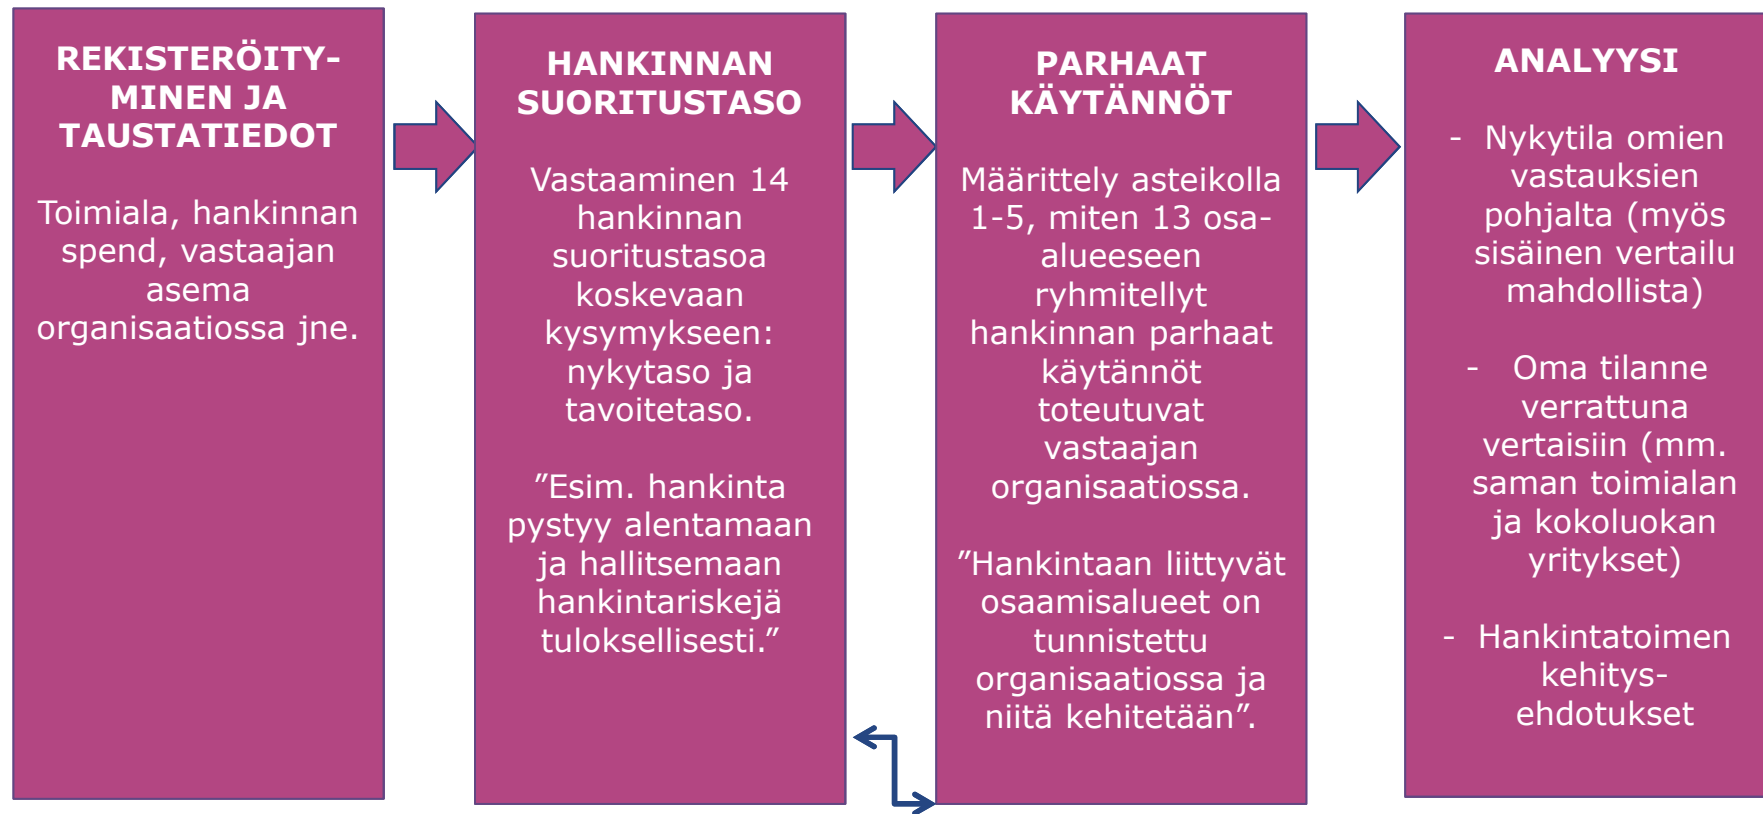 REKISTERÖITY-
MINEN JA
TAUSTATIEDOT
Toimiala, hankinnan
spend, vastaajan
asema
organisaatiossa jne.
HANKINNAN
SUORITUSTASO
Vastaaminen 14
hankinnan
suoritustasoa
koskevaan
kysymykseen:
nykytaso ja
tavoitetaso.
”Esim. hankinta
pystyy alentamaan
ja hallitsemaan
hankintariskejä
tuloksellisesti.”
PARHAAT
KÄYTÄNNÖT
Määrittely asteikolla
1-5, miten 13 osa-
alueeseen
ryhmitellyt
hankinnan parhaat
käytännöt
toteutuvat
vastaajan
organisaatiossa.
”Hankintaan liittyvät
osaamisalueet on
tunnistettu
organisaatiossa ja
niitä kehitetään”.
ANALYYSI
- Nykytila omien
vastauksien
pohjalta (myös
sisäinen vertailu
mahdollista)
- Oma tilanne
verrattuna
vertaisiin (mm.
saman toimialan
ja kokoluokan
yritykset)
- Hankintatoimen
kehitys-
ehdotukset